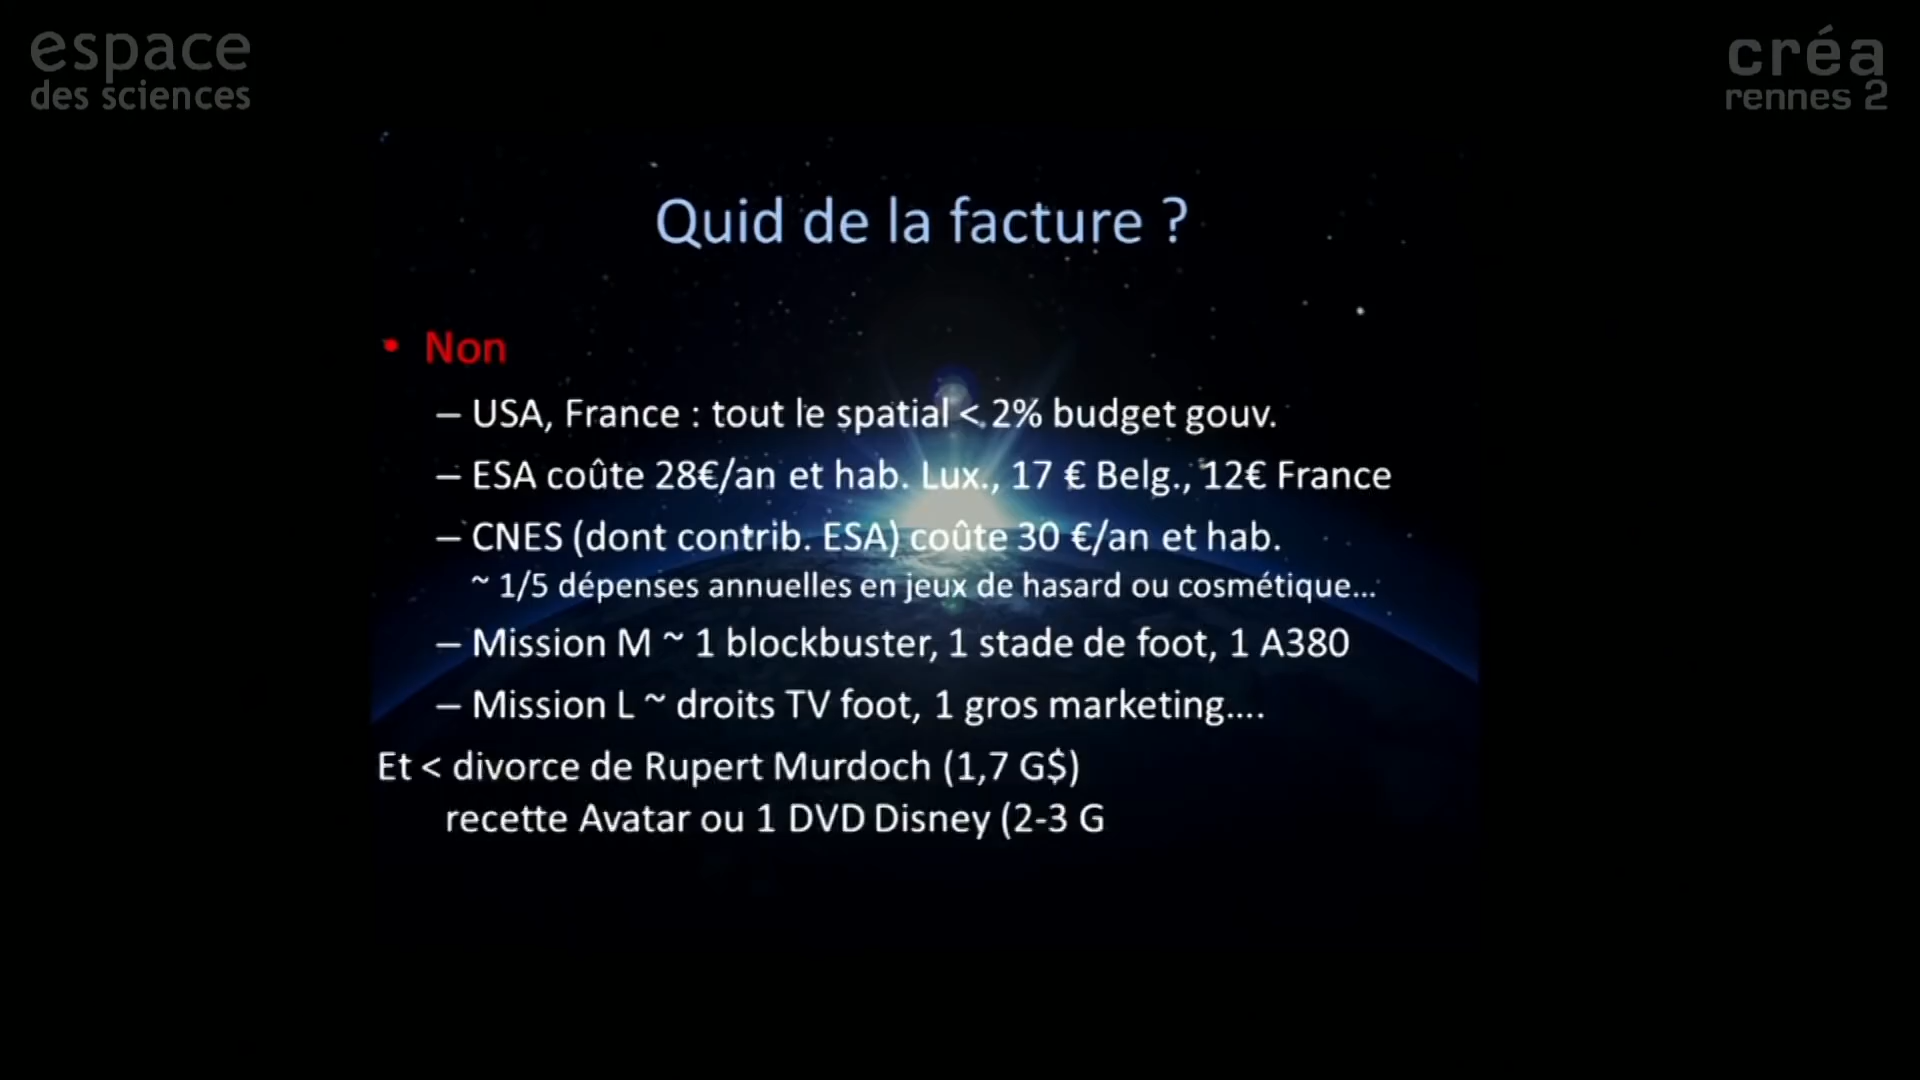 espace
des sciences
créa
rennes 2
Quid de la facture ?
• Non
– USA, France : tout le spatial < 2% budget gouv.
– ESA coûte 28€/an et hab. Lux., 17 € Belg., 12€ France
– CNES (dont contrib. ESA) coûte 30 €/an et hab.
~ 1/5 dépenses annuelles en jeux de hasard ou cosmétique...
– Mission M ~ 1 blockbuster, 1 stade de foot, 1 A380
– Mission L ~ droits TV foot, 1 gros marketing....
Et < divorce de Rupert Murdoch (1,7 G$)
recette Avatar ou 1 DVD Disney (2-3 G